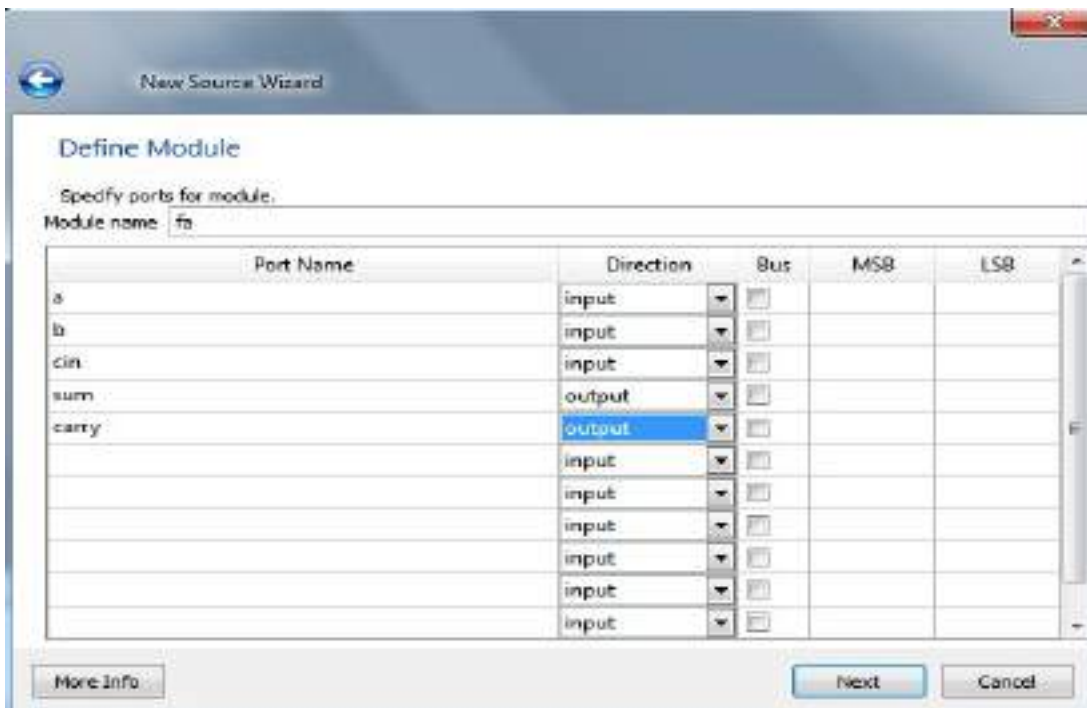 New Source Wizard
Define Module
Specify ports for module.
Module name fa
Port Name Direction Bus MSB LSB
a input
b input
cin input
sum output
carry output
input
input
input
input
input
input
More Info Next Cancel